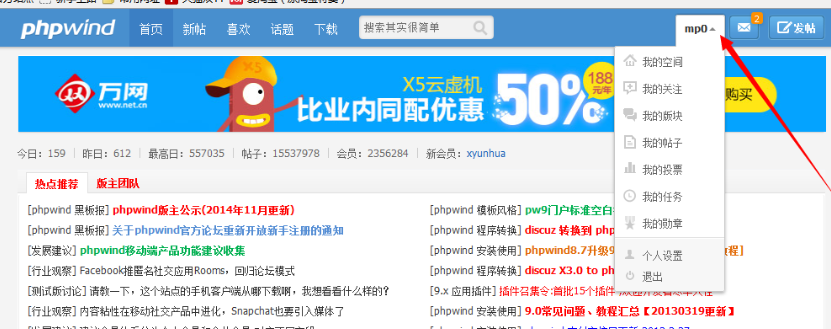 phpwind 首页 新帖 喜欢 话题 下载 搜索其实很简单 mp0 2 发帖
我的空间
我的关注
我的版块
我的帖子
我的投票
我的任务
我的勋章
个人设置
退出
X5
万网
www.net.cn
X5云虚机
比业内同配优惠 50% 188元/年 购买
今日：159 | 昨日：612 | 最高日：557035 | 帖子：15537978 | 会员：2356284 | 新会员：xyunhua
热点推荐 版主团队
[phpwind 黑板报] phpwind版主公示(2014年11月更新)
[phpwind 黑板报] 关于phpwind官方论坛重新开放新手注册的通知
[发展建议] phpwind移动端产品功能建议收集
[行业观察] Facebook推匿名社交应用Rooms，回归论坛模式
[测试版讨论] 请教一下，这个站点的手机客户端从哪下载啊，我想看看什么样的？
[行业观察] 内容粘性在移动社交产品中进化，Snapchat也要引入媒体了
[phpwind 模板风格] pw9门户标准空白
[phpwind 程序转换] discuz 转换到 php
[phpwind 安装使用] phpwind8.7升级9 程]
[phpwind 程序转换] discuz X3.0 to ph
[9.x 应用插件] 插件召集令:首批15个插件
[phpwind 安装使用] 9.0常见问题、教程汇总【20130319更新】